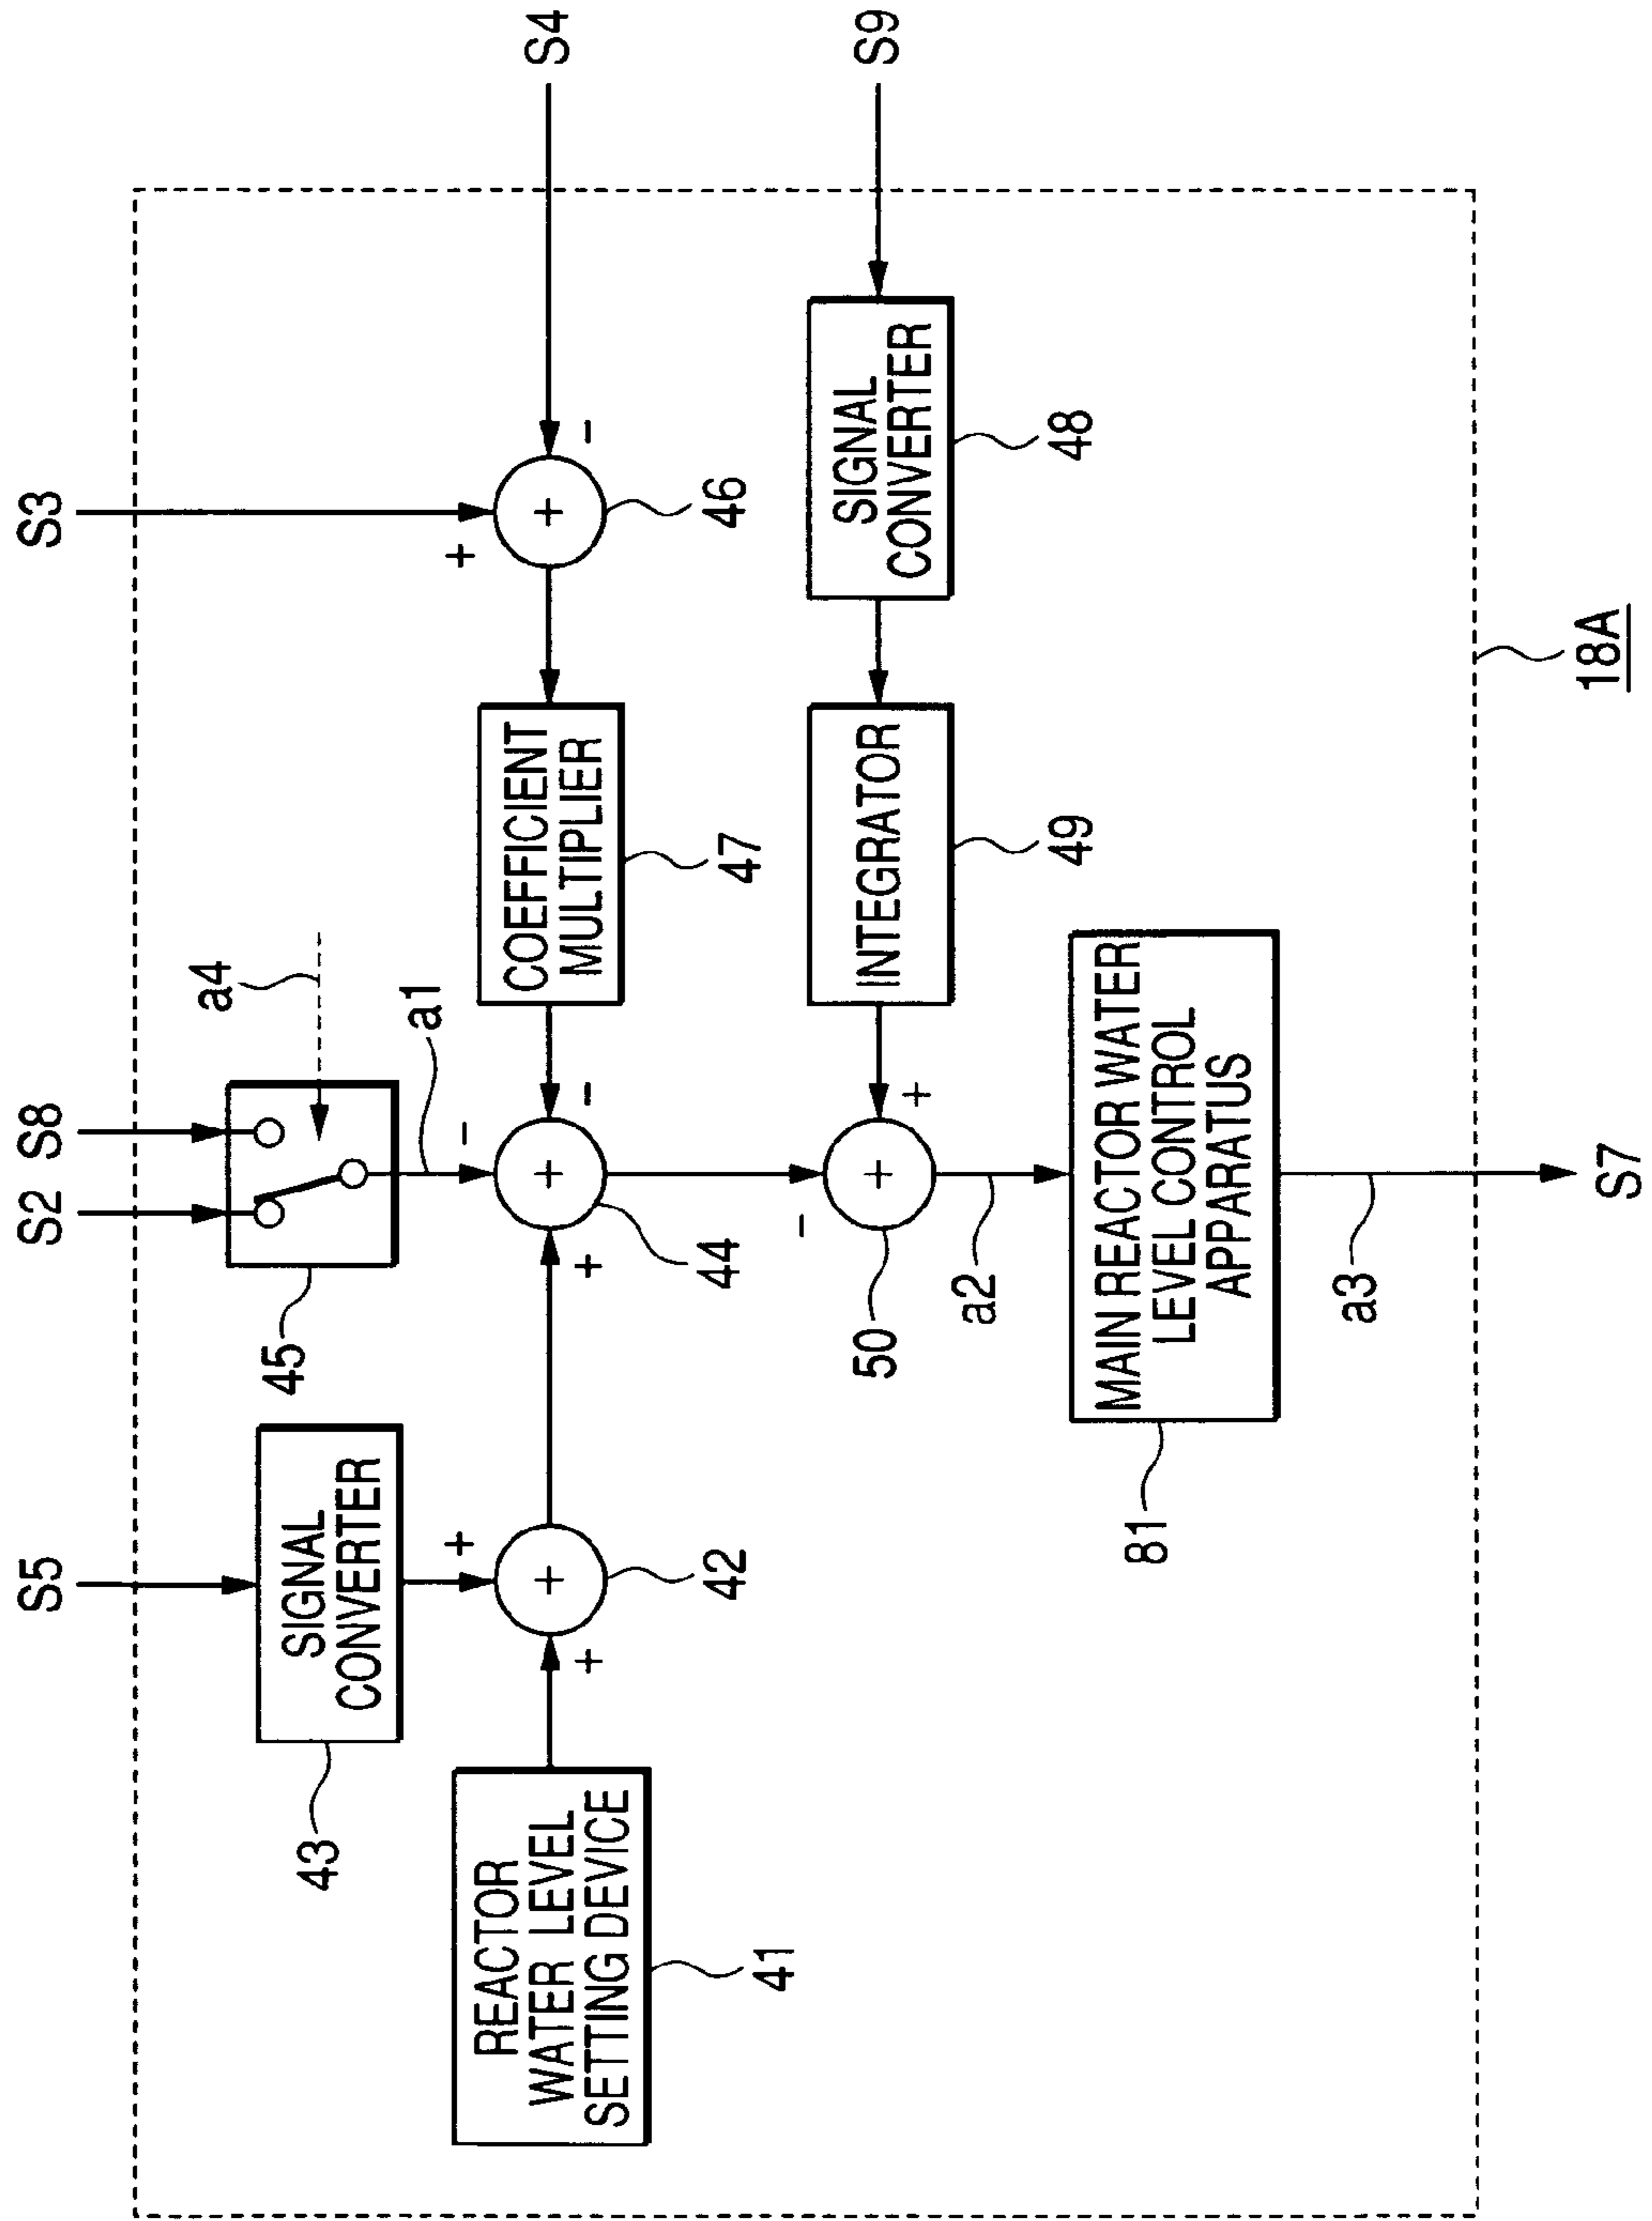 S5
S2
S8
S3
S4
S9
a4
a1
45
43
SIGNAL
CONVERTER
+
+
+
42
REACTOR
WATER LEVEL
SETTING DEVICE
41
+
-
-
+
44
COEFFICIENT
MULTIPLIER
47
+
-
+
46
SIGNAL
CONVERTER
48
INTEGRATOR
49
-
+
+
50
a2
MAIN REACTOR WATER
LEVEL CONTROL
APPARATUS
81
a3
S7
18A